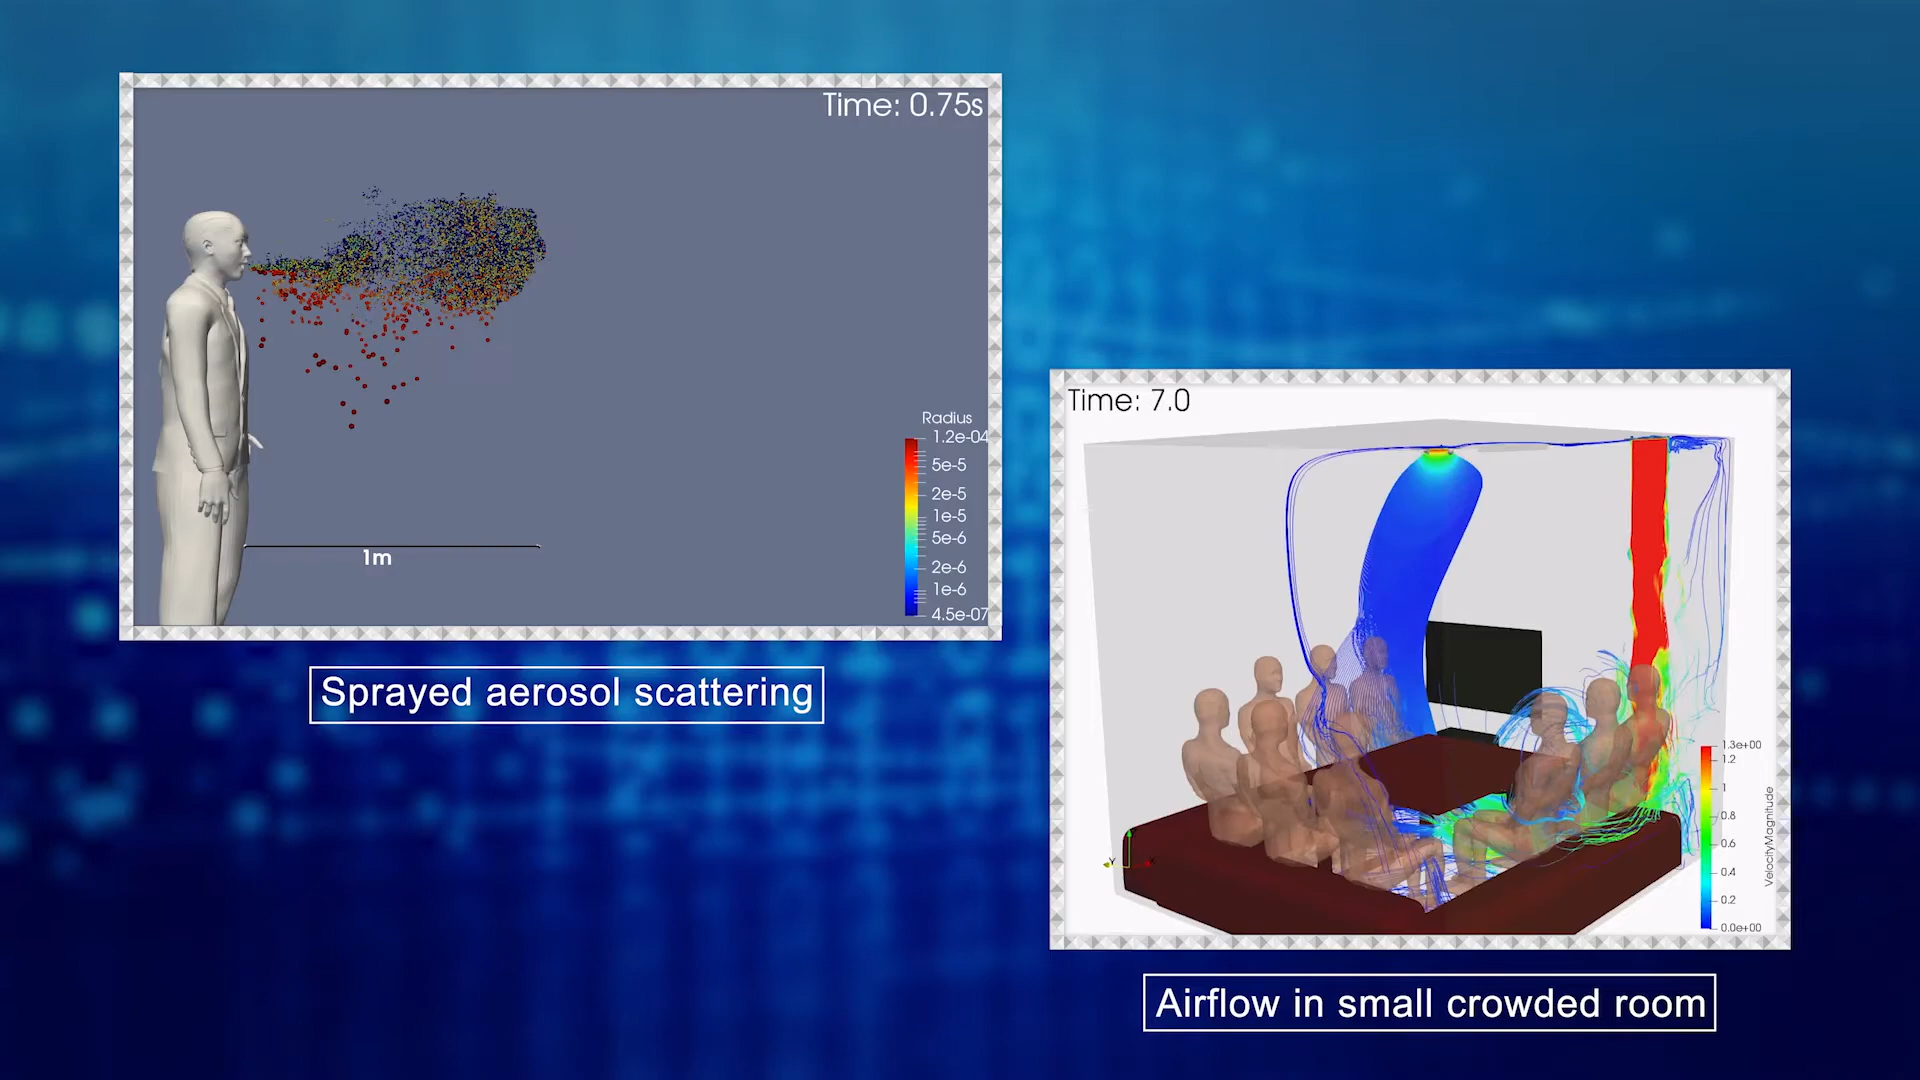 Time: 0.75s
Radius
1.2e-04
5e-5
2e-5
1e-5
5e-6
2e-6
1e-6
4.5e-07
1m
Sprayed aerosol scattering
Time: 7.0
1.3e+00
1.2
1
0.8
0.6
0.4
0.2
0.0e+00
VelocityMagnitude
Y
X
Airflow in small crowded room